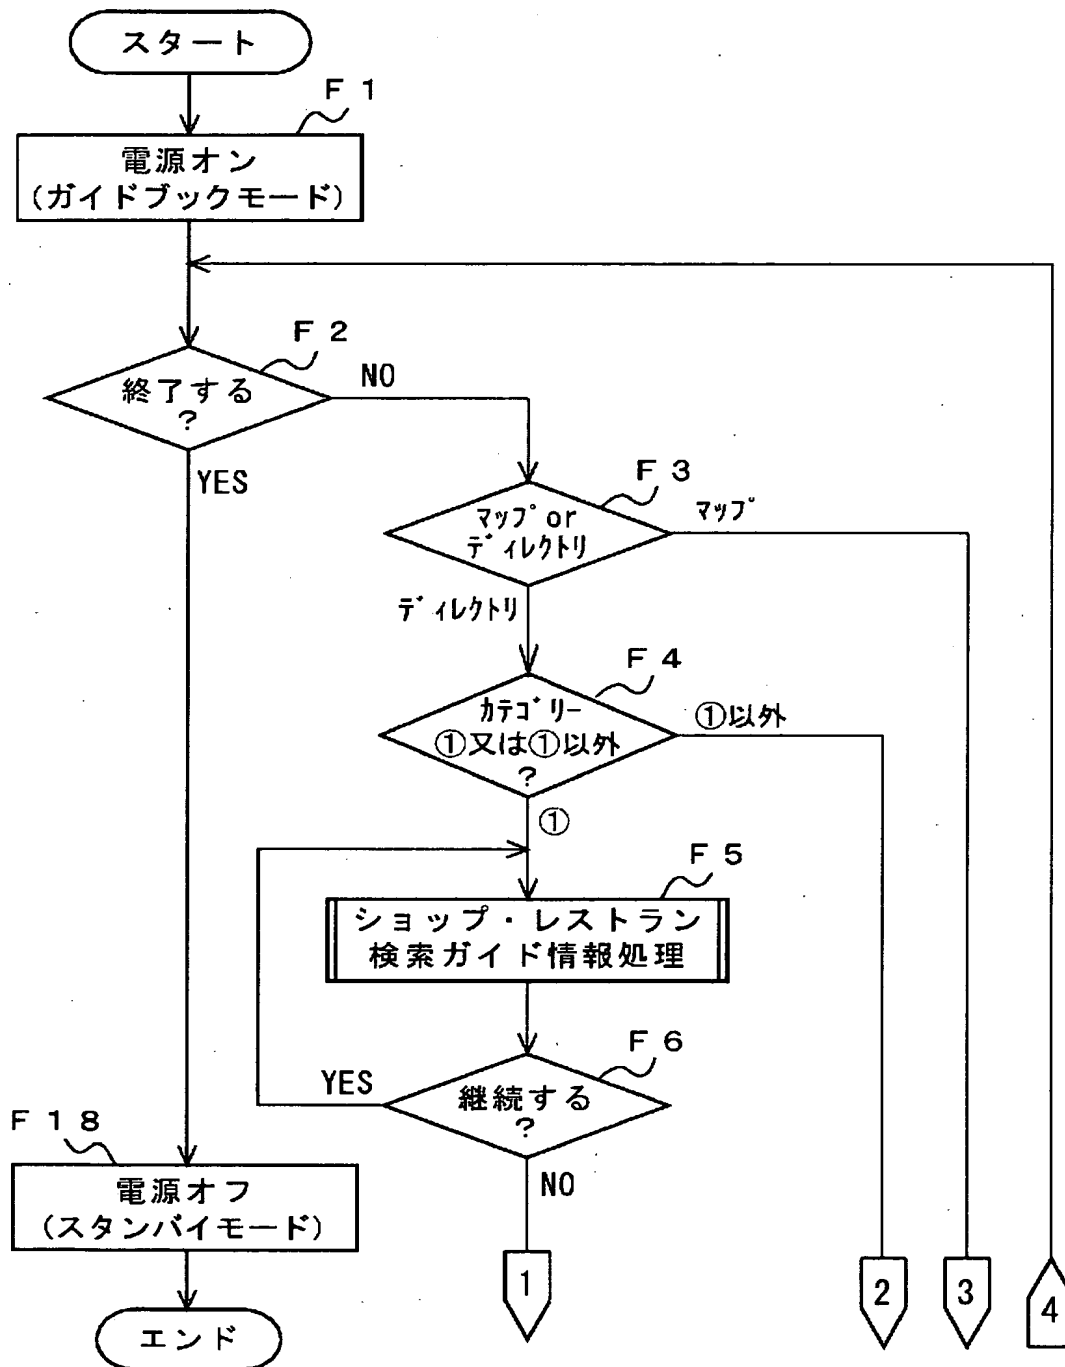 スタート
F 1
電源オン
(ガイドブックモード)
F 2
終了する
?
NO
YES
F 3
マップor
ディレクトリ
マップ
ディレクトリ
F 4
カテゴリー
①又は①以外
?
①以外
①
F 5
ショップ・レストラン
検索ガイド情報処理
F 6
継続する
?
YES
NO
F 1 8
電源オフ
(スタンバイモード)
エンド
1
2
3
4